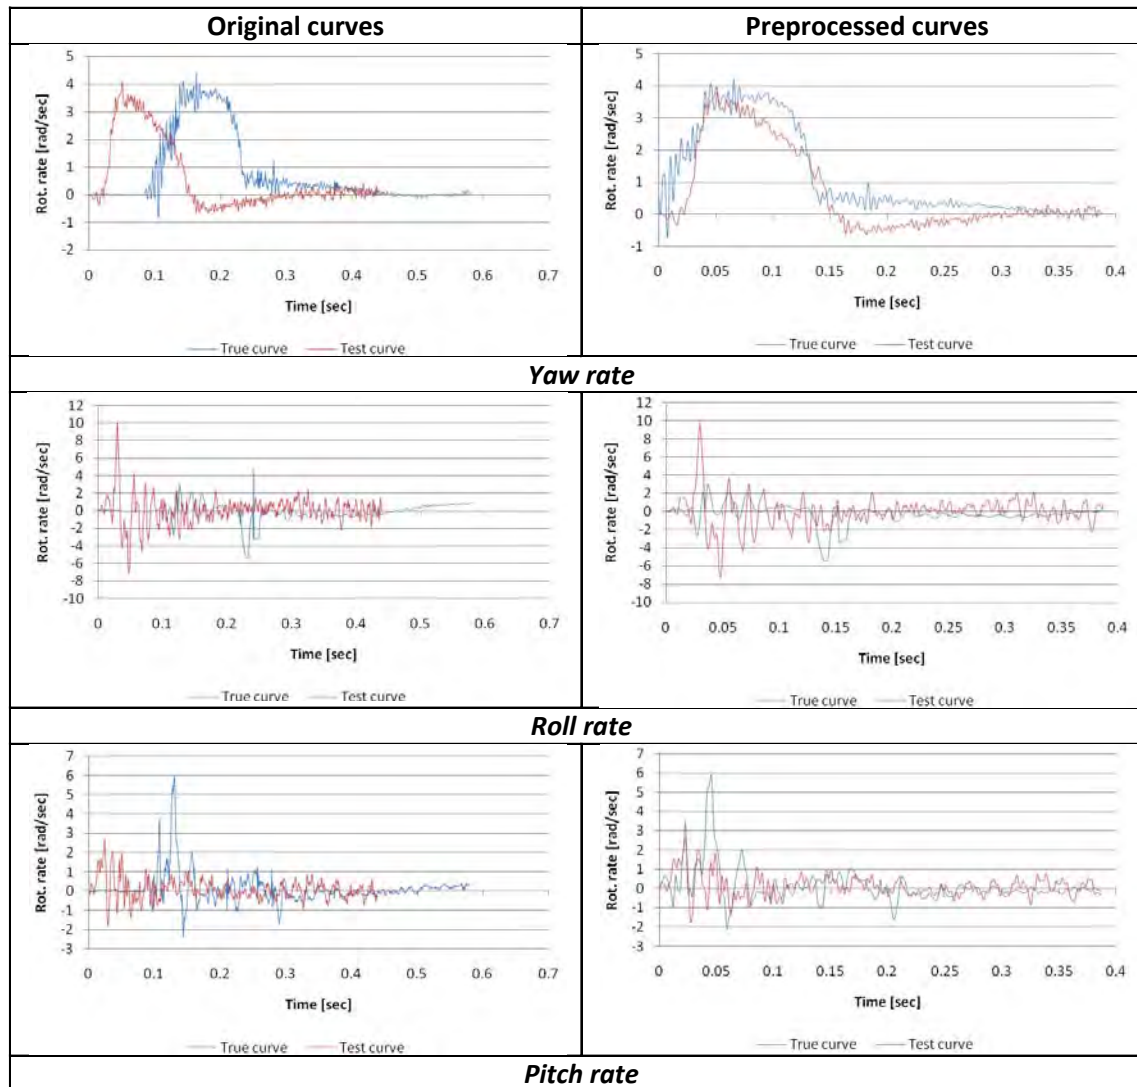 Original curves
Preprocessed curves
5
4
3
2
1
0
-1
-2
Rot. rate [rad/sec]
0 0.1 0.2 0.3 0.4 0.5 0.6 0.7
Time [sec]
True curve Test curve
5
4
3
2
1
0
-1
Rot. rate [rad/sec]
0 0.05 0.1 0.15 0.2 0.25 0.3 0.35 0.4
Time [sec]
True curve Test curve
Yaw rate
12
10
8
6
4
2
0
-2
-4
-6
-8
-10
Rot. rate [rad/sec]
0 0.1 0.2 0.3 0.4 0.5 0.6 0.7
Time [sec]
True curve Test curve
12
10
8
6
4
2
0
-2
-4
-6
-8
-10
Rot. rate [rad/sec]
0 0.05 0.1 0.15 0.2 0.25 0.3 0.35 0.4
Time [sec]
True curve Test curve
Roll rate
7
6
5
4
3
2
1
0
-1
-2
-3
Rot. rate [rad/sec]
0 0.1 0.2 0.3 0.4 0.5 0.6 0.7
Time [sec]
True curve Test curve
7
6
5
4
3
2
1
0
-1
-2
-3
Rot. rate [rad/sec]
0 0.05 0.1 0.15 0.2 0.25 0.3 0.35 0.4
Time [sec]
True curve Test curve
Pitch rate